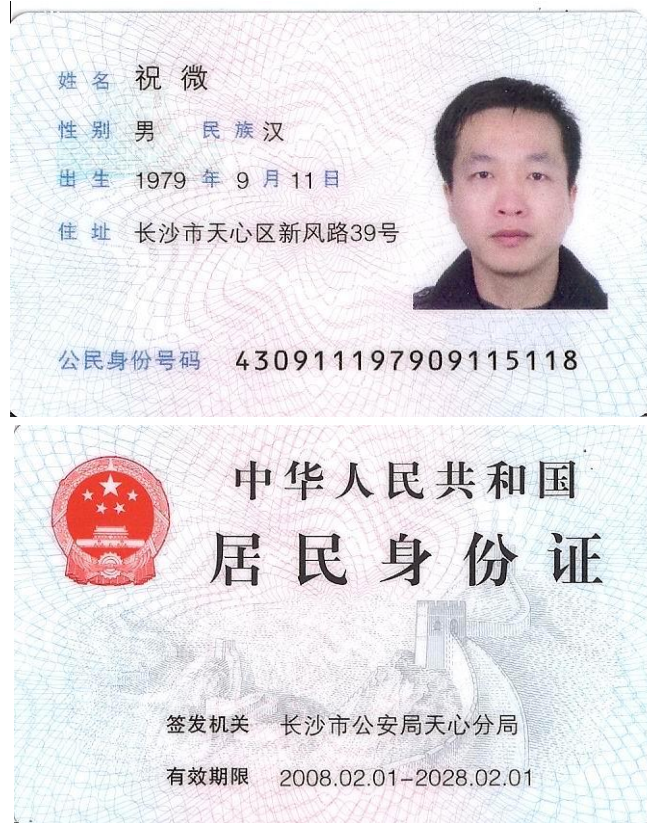 姓名 祝微
性别 男 民族 汉
出生 1979 年 9 月 11 日
住址 长沙市天心区新风路39号
公民身份号码 430911197909115118
中华人民共和国
居民身份证
签发机关 长沙市公安局天心分局
有效期限 2008.02.01-2028.02.01